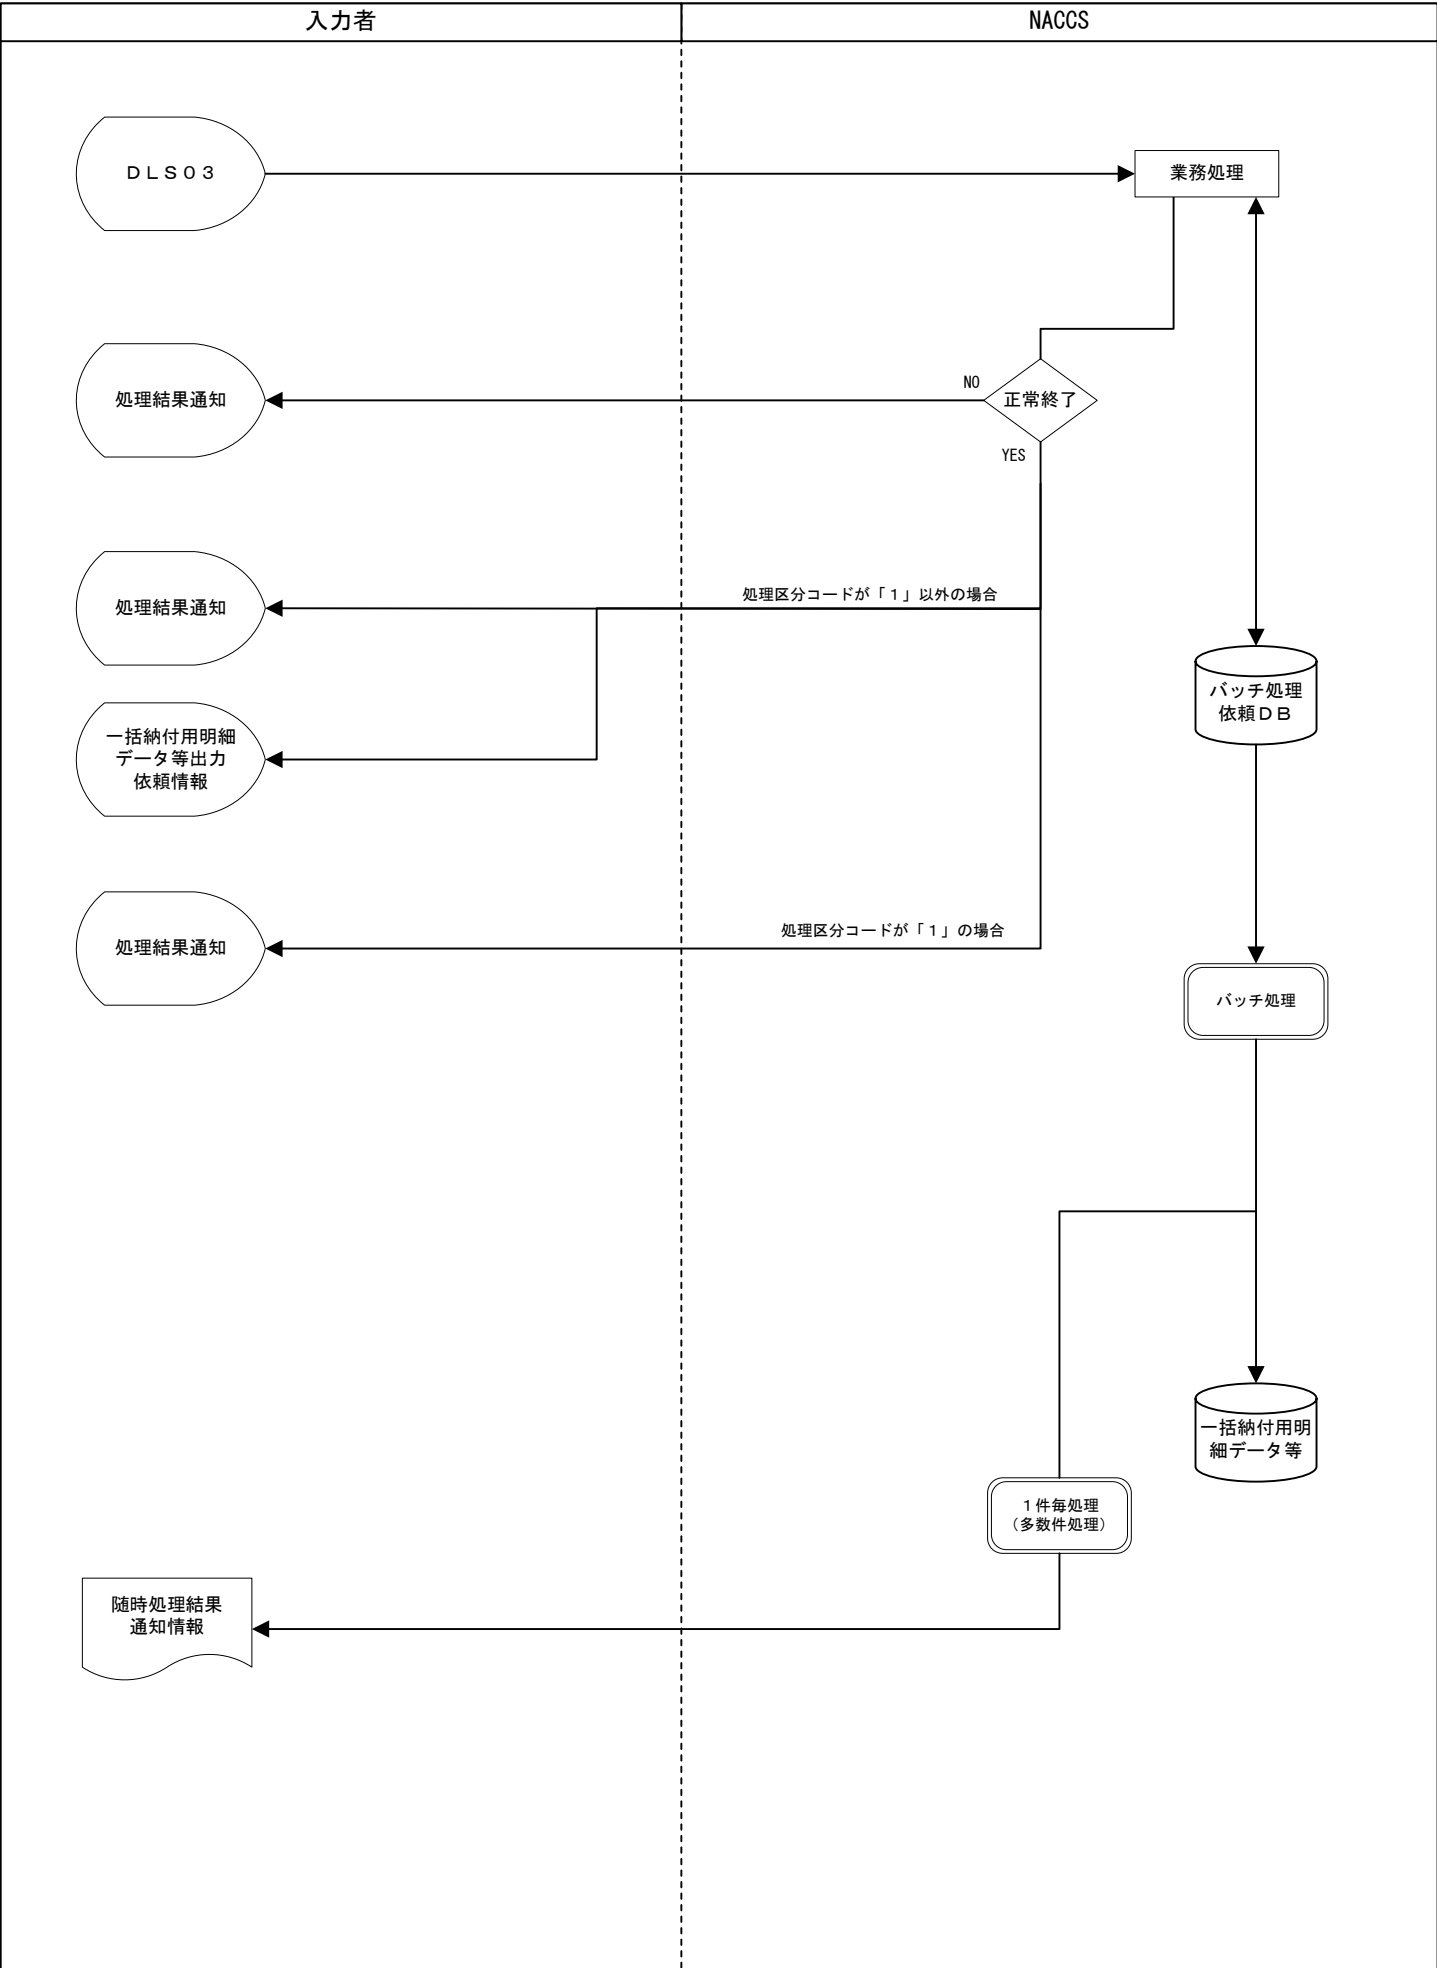 入力者
NACCS
ＤＬＳ０３
業務処理
処理結果通知
NO
正常終了
YES
処理結果通知
処理区分コードが「１」以外の場合
バッチ処理
依頼ＤＢ
一括納付用明細
データ等出力
依頼情報
処理結果通知
処理区分コードが「１」の場合
バッチ処理
一括納付用明
細データ等
１件毎処理
（多数件処理）
随時処理結果
通知情報